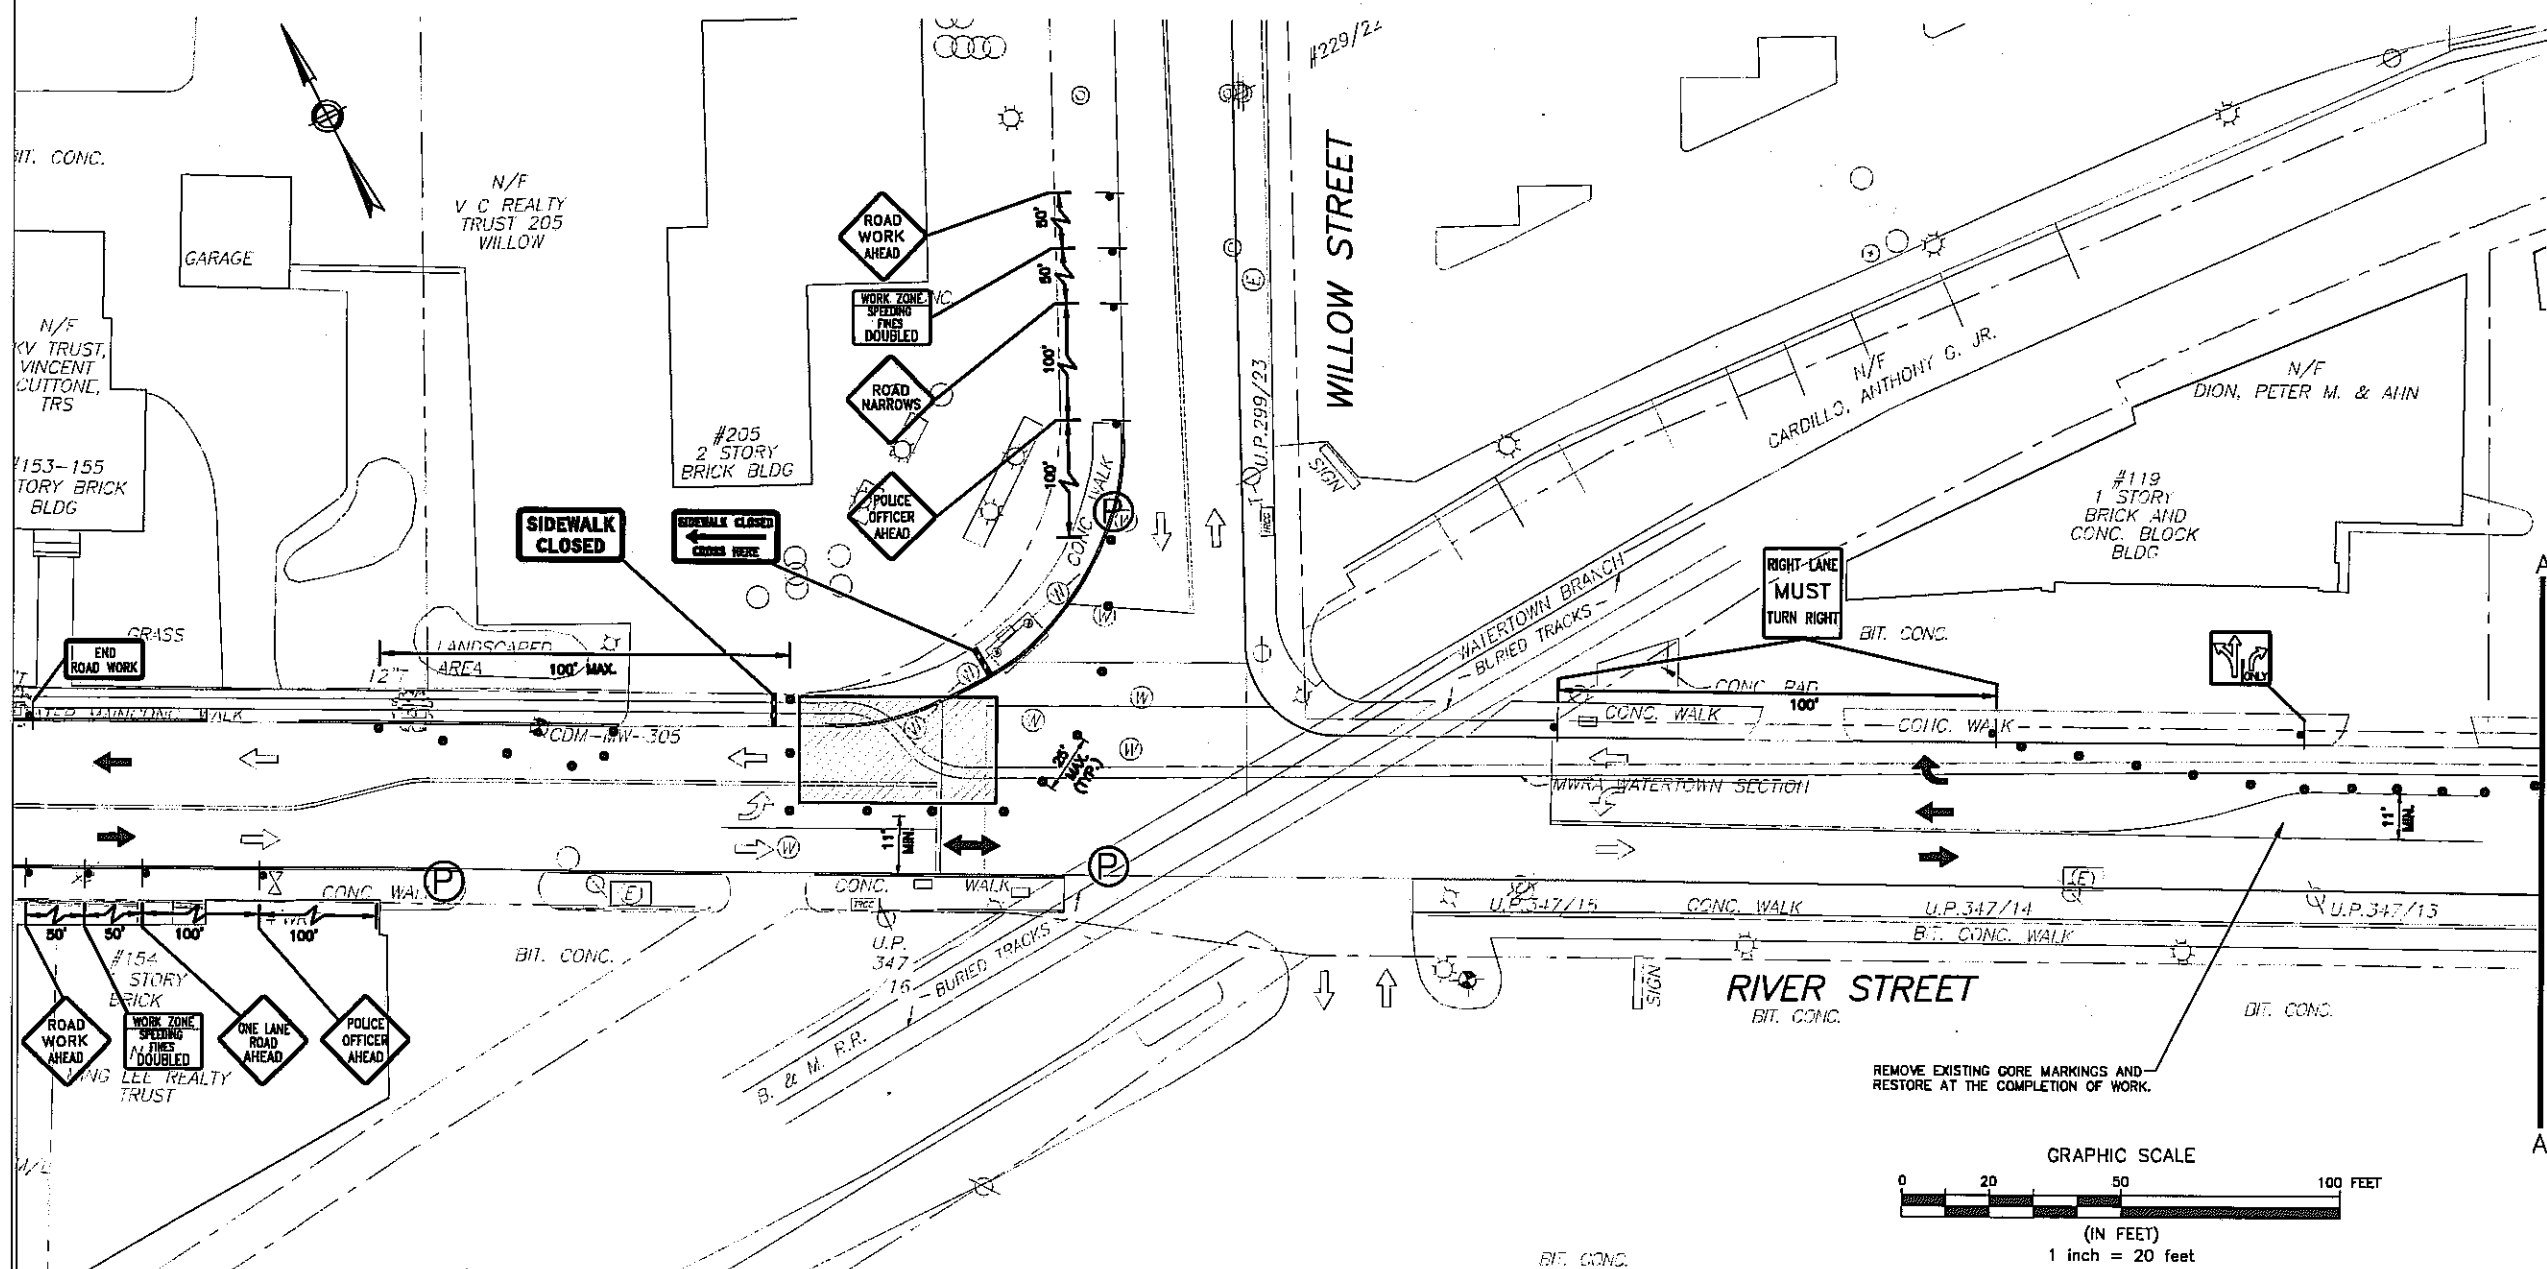 #229/22
BIT. CONC.
N/F
V C REALTY
TRUST 205
WILLOW
GARAGE
ROAD
WORK
AHEAD
50'
WORK ZONE
SPEEDING
FINES
DOUBLED
50'
WILLOW STREET
N/F
KV TRUST,
VINCENT
CUTTONE,
TRS
ROAD
NARROWS
100'
U.P.299/23
N/F
CARDILLO, ANTHONY G. JR.
N/F
DION, PETER M. & ANN
#205
2 STORY
BRICK BLDG
#153-155
STORY BRICK
BLDG
100'
CONC. WALK
SIGN
#119
1 STORY
BRICK AND
CONC. BLOCK
BLDG
POLICE
OFFICER
AHEAD
P
SIDEWALK
CLOSED
SIDEWALK CLOSED
CROSS HERE
WATERTOWN BRANCH
BURIED TRACKS
RIGHT LANE
MUST
TURN RIGHT
BIT. CONC.
ONLY
A
END
ROAD WORK
GRASS
LANDSCAPED
AREA
100' MAX.
12"T
CONC. PAD
100'
WATER MAIN
CONC. WALK
CONC. WALK
CONC. WALK
CDM-MW-305
25'
MAX.
(TYP.)
MWRA WATERTOWN SECTION
11'
MIN.
11'
MIN.
P
P
CONC. WALK
(E)
CONC. WALK
(E)
U.P.347/15
CONC. WALK
U.P.347/14
U.P.347/13
BIT. CONC. WALK
50'
50'
100'
100'
#154
STORY
BRICK
BIT. CONC.
U.P.
347
16
BURIED TRACKS
B. & M. R.R.
SIGN
RIVER STREET
BIT. CONC.
BIT. CONC.
ROAD
WORK
AHEAD
WORK ZONE
SPEEDING
FINES
DOUBLED
ONE LANE
ROAD
AHEAD
POLICE
OFFICER
AHEAD
LEE REALTY
TRUST
REMOVE EXISTING GORE MARKINGS AND
RESTORE AT THE COMPLETION OF WORK.
A
GRAPHIC SCALE
0 20 50 100 FEET
(IN FEET)
1 inch = 20 feet
BIT. CONC.